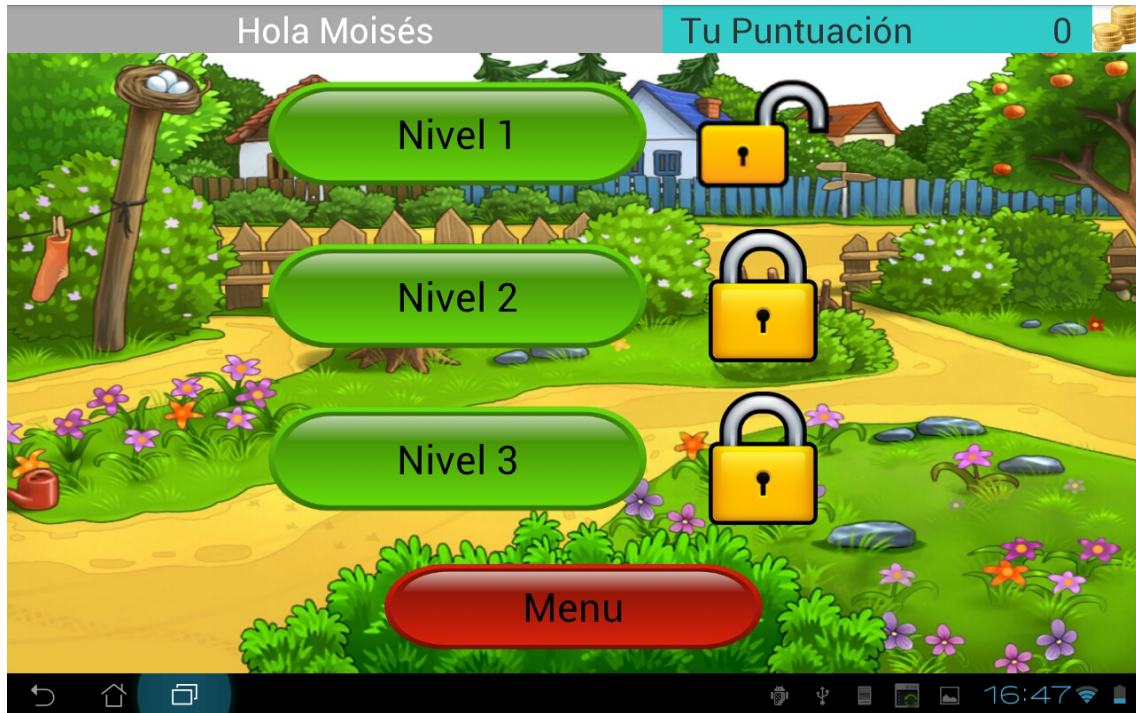 Hola Moisés
Tu Puntuación 0
Nivel 1
Nivel 2
Nivel 3
Menu
16:47